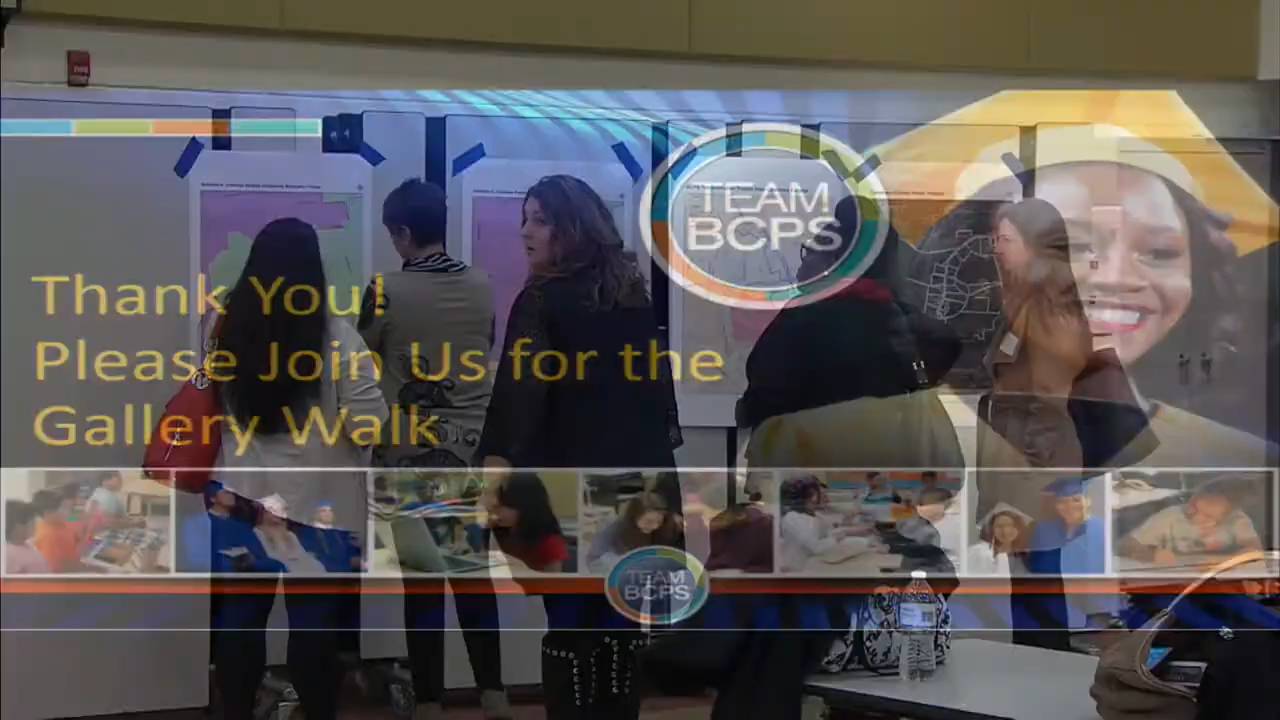 TEAM
BCPS
Thank You!
Please Join Us for the
Gallery Walk
TEAM
BCPS